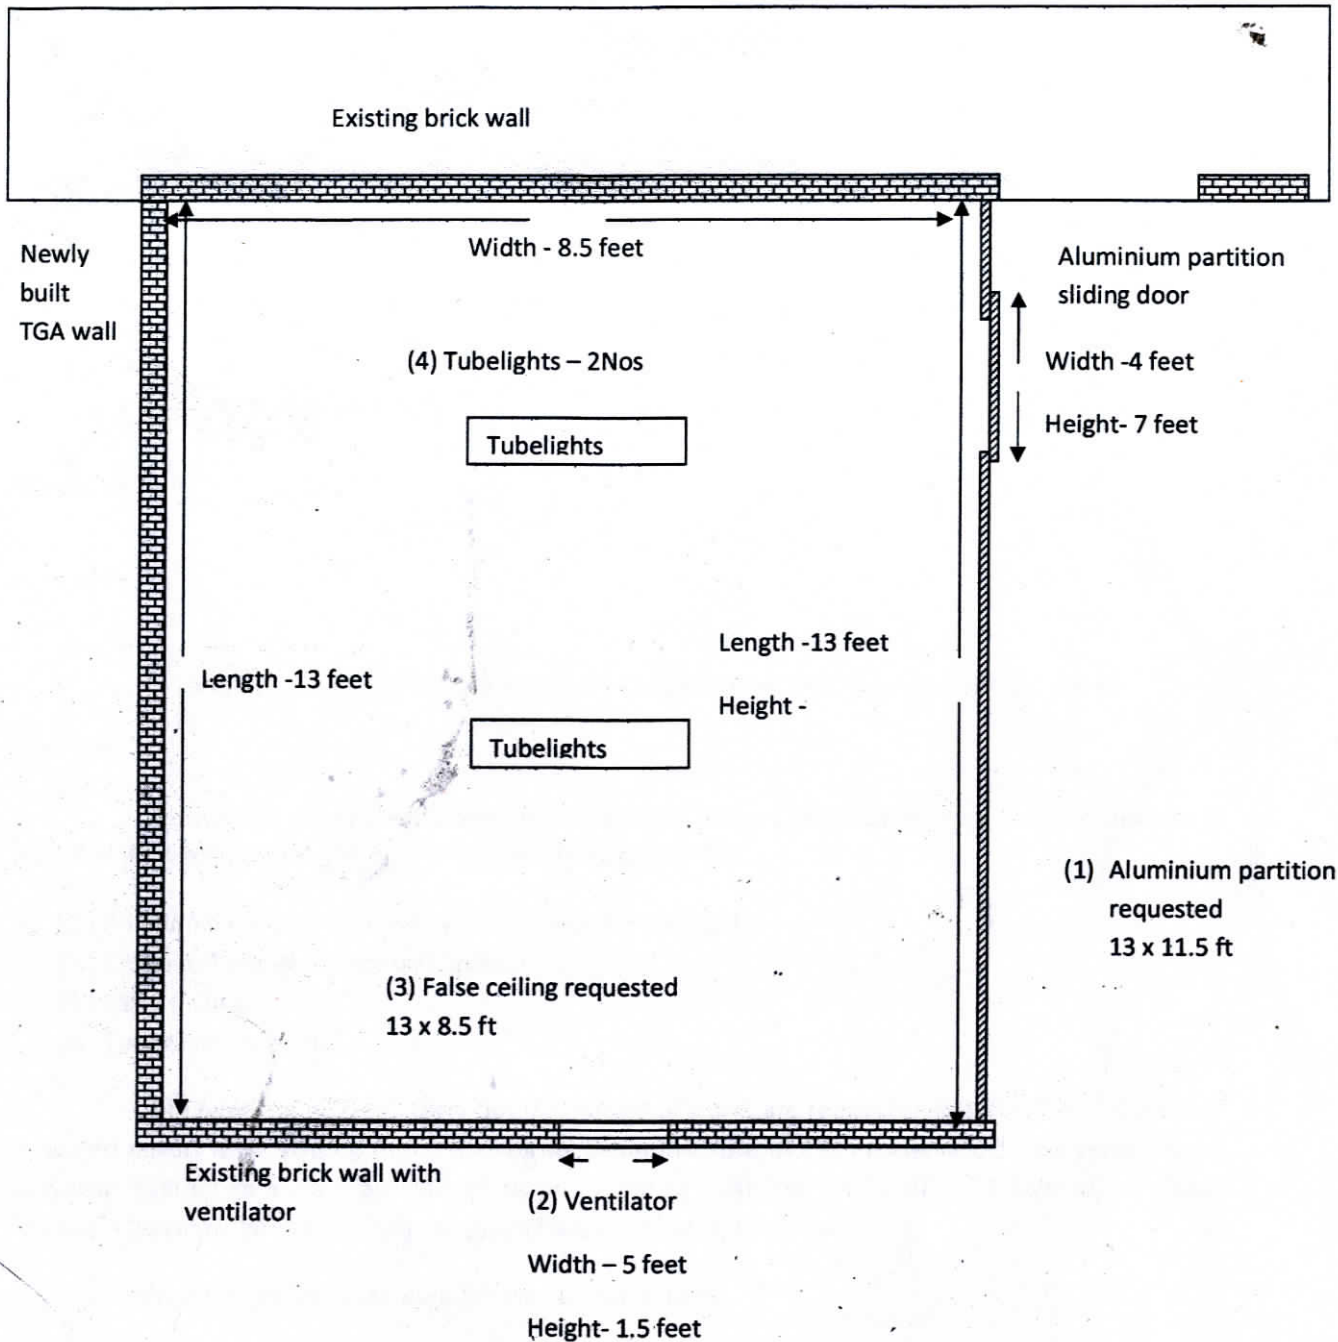 Existing brick wall
Newly
built
TGA wall
Width - 8.5 feet
Aluminium partition
sliding door
Width -4 feet
Height- 7 feet
(4) Tubelights – 2Nos
Tubelights
Length -13 feet
Length -13 feet
Height -
Tubelights
(1) Aluminium partition
requested
13 x 11.5 ft
(3) False ceiling requested
13 x 8.5 ft
Existing brick wall with
ventilator
(2) Ventilator
Width – 5 feet
Height- 1.5 feet